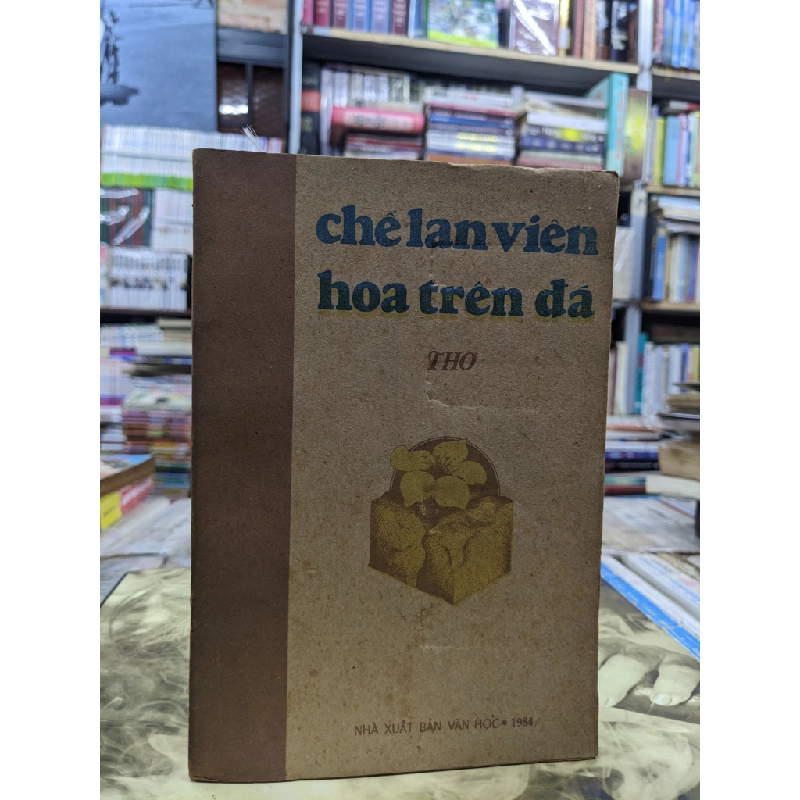 chế lan viên
hoa trên đá
THƠ
NHÀ XUẤT BẢN VĂN HỌC • 1984